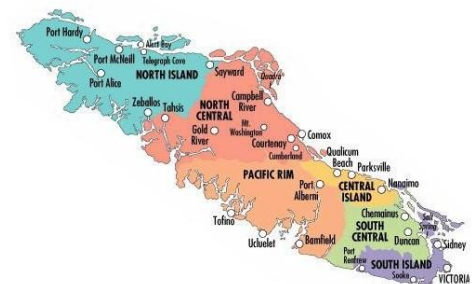 Port Hardy
Alert Bay
Port McNeill
Telegraph Cove
Port Alice
NORTH ISLAND
Sayward
Quadra
Zeballos
Tahsis
NORTH
CENTRAL
Campbell
River
Gold
River
Mt.
Washington
Comox
Courtenay
Cumberland
Qualicum
Beach
Parksville
PACIFIC RIM
Port
Alberni
CENTRAL
ISLAND
Nanaimo
Tofino
Ucluelet
Bamfield
Chemainus
SOUTH
CENTRAL
Salt
Spring
Duncan
Sidney
Port
Renfrew
SOUTH ISLAND
Sooke
VICTORIA